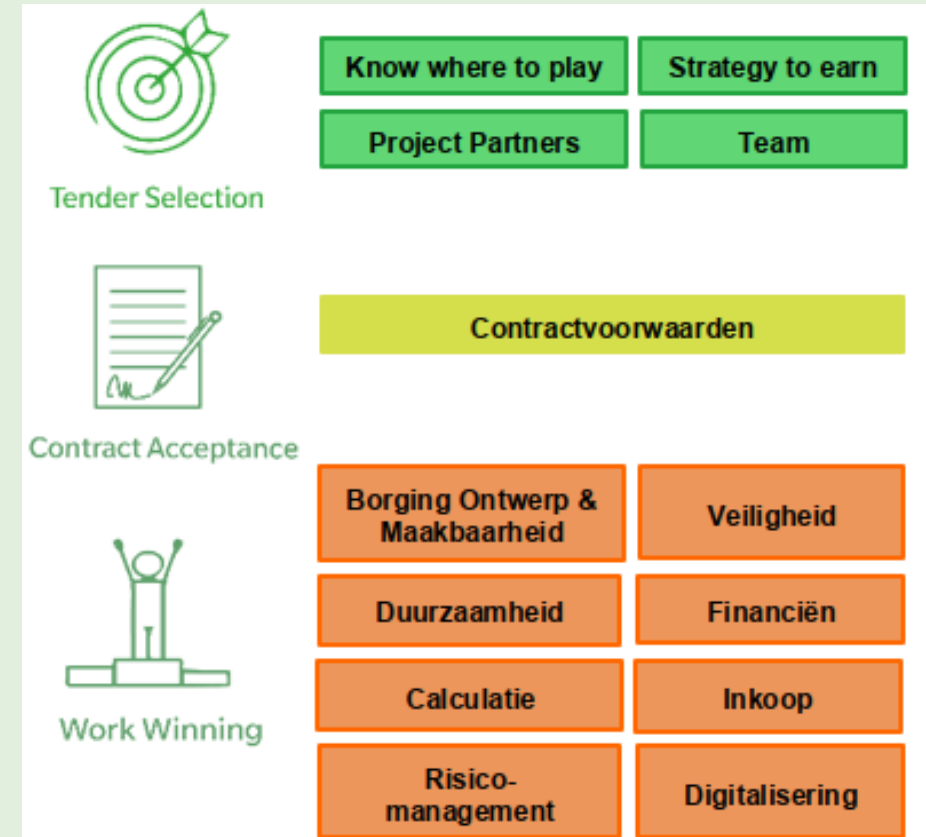 Know where to play
Strategy to earn
Project Partners
Team
Tender Selection
Contractvoorwaarden
Contract Acceptance
Borging Ontwerp &
Maakbaarheid
Veiligheid
Duurzaamheid
Financiën
Calculatie
Inkoop
Work Winning
Risico-
management
Digitalisering